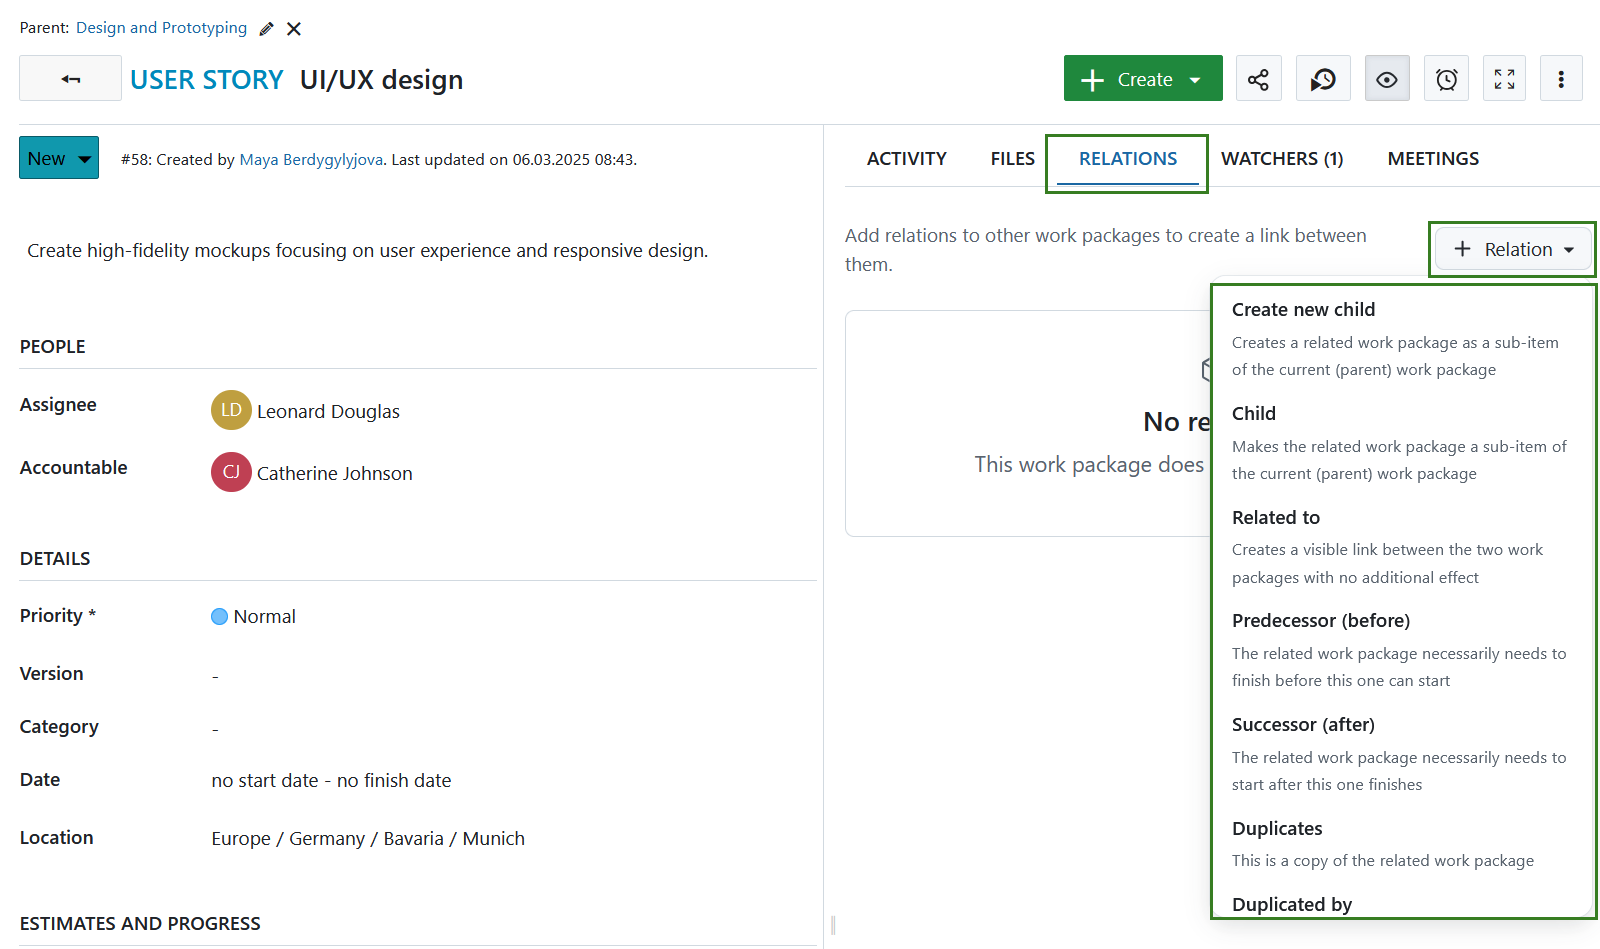 Parent: Design and Prototyping
USER STORY UI/UX design
Create
New
#58: Created by Maya Berdygylyjova. Last updated on 06.03.2025 08:43.
Create high-fidelity mockups focusing on user experience and responsive design.
PEOPLE
Assignee
LD Leonard Douglas
Accountable
CJ Catherine Johnson
DETAILS
Priority *
Normal
Version
-
Category
-
Date
no start date - no finish date
Location
Europe / Germany / Bavaria / Munich
ESTIMATES AND PROGRESS
ACTIVITY FILES RELATIONS WATCHERS (1) MEETINGS
Add relations to other work packages to create a link between
them.
Relation
No re
This work package does
Create new child
Creates a related work package as a sub-item
of the current (parent) work package
Child
Makes the related work package a sub-item of
the current (parent) work package
Related to
Creates a visible link between the two work
packages with no additional effect
Predecessor (before)
The related work package necessarily needs to
finish before this one can start
Successor (after)
The related work package necessarily needs to
start after this one finishes
Duplicates
This is a copy of the related work package
Duplicated by